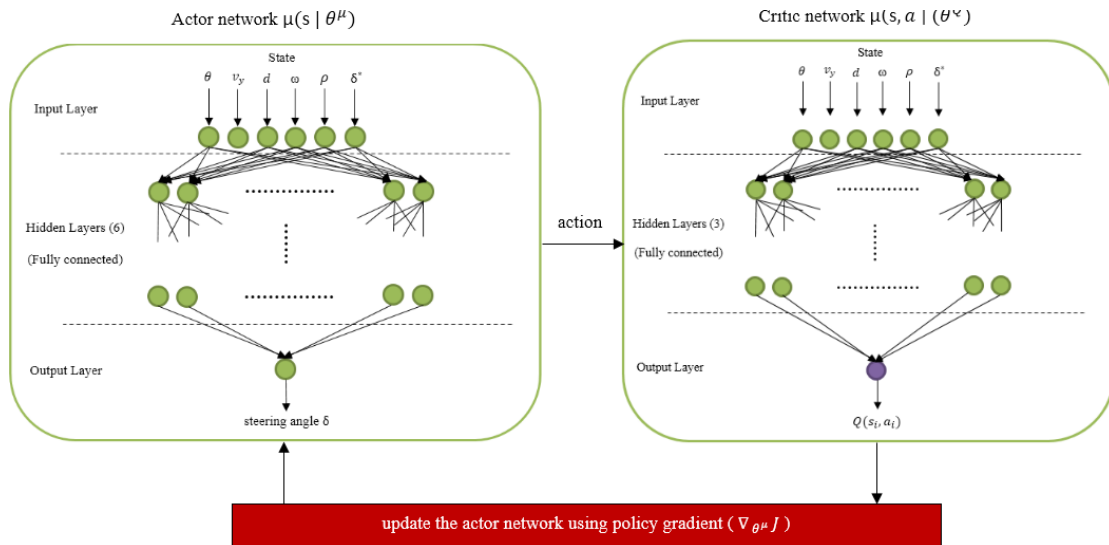 Actor network μ(s | θ^μ)
State
θ v_y d ω ρ δ*
Input Layer
Hidden Layers (6)
(Fully connected)
Output Layer
steering angle δ
action
Critic network μ(s, a | (θ^Q)
State
θ v_y d ω ρ δ*
Input Layer
Hidden Layers (3)
(Fully connected)
Output Layer
Q(s_i, a_i)
update the actor network using policy gradient ( ∇_θ^μ J )